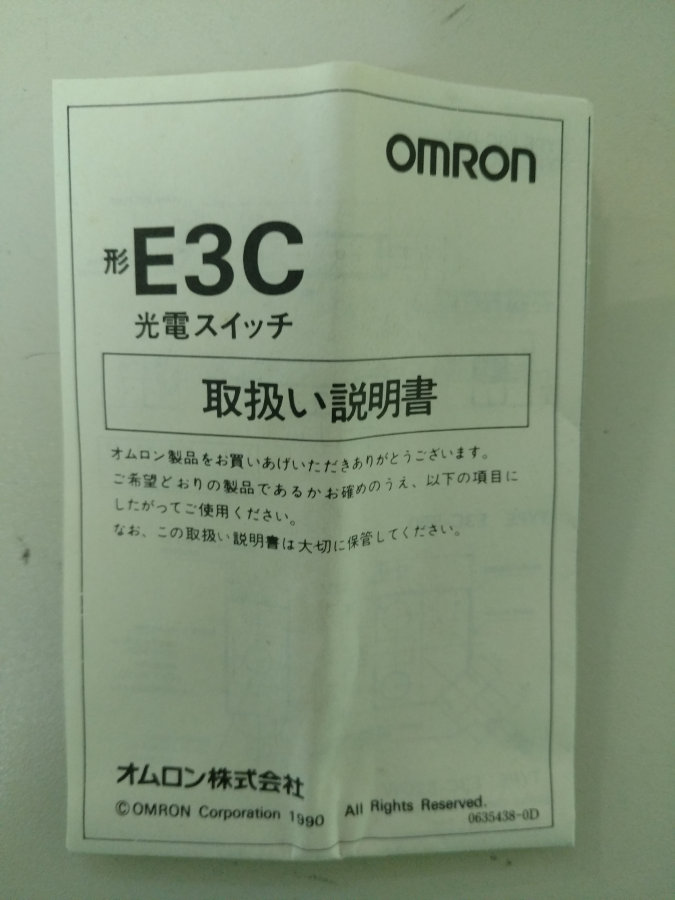 OMRON
形E3C
光電スイッチ
取扱い説明書
オムロン製品をお買いあげいただきありがとうございます。
ご希望どおりの製品であるかお確めのうえ、以下の項目に
したがってご使用ください。
なお、この取扱い説明書は大切に保管してください。
オムロン株式会社
©OMRON Corporation 1990 All Rights Reserved.
0635438-0D